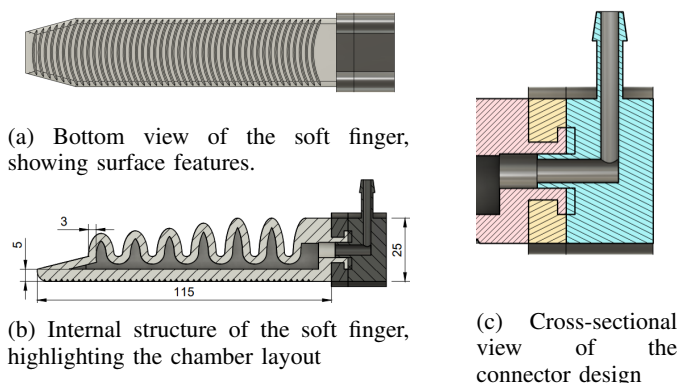 (a) Bottom view of the soft finger,
showing surface features.
3
5
25
115
(b) Internal structure of the soft finger,
highlighting the chamber layout
(c) Cross-sectional
view of the
connector design